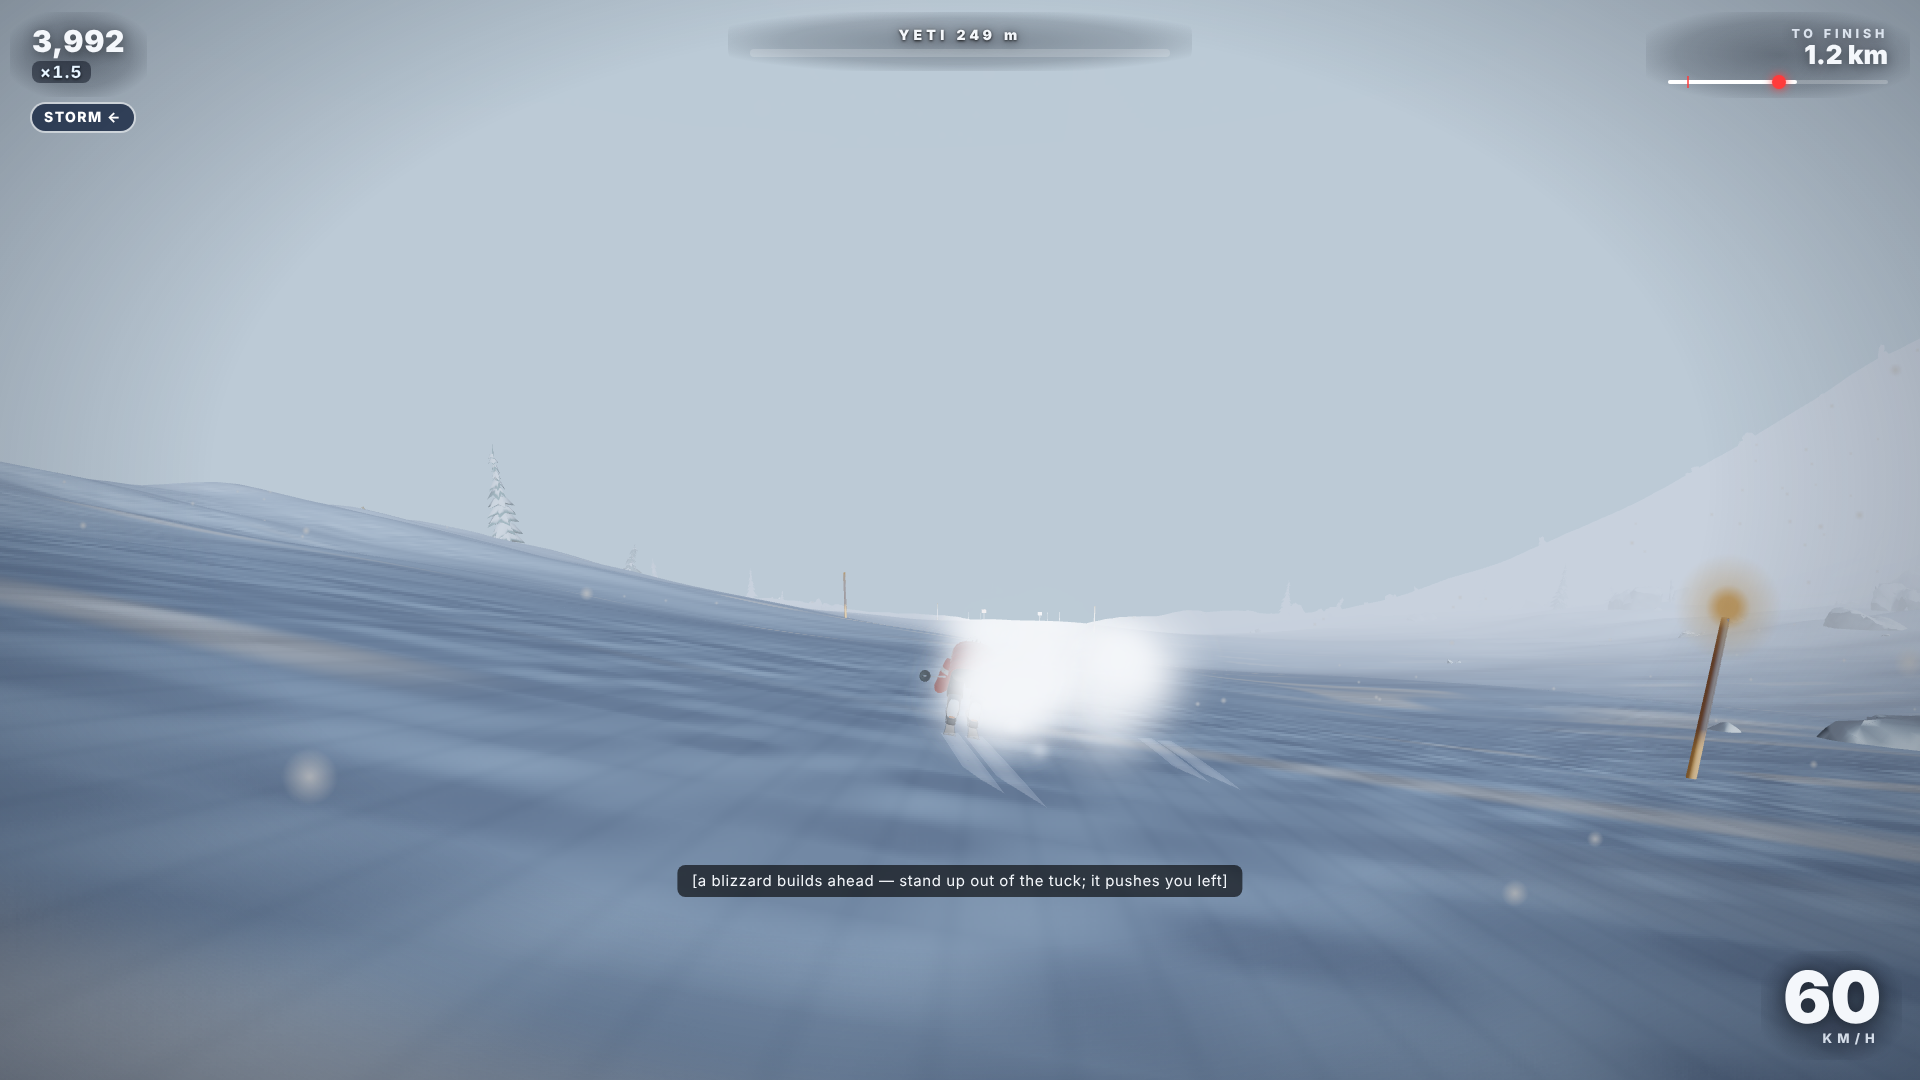 3,992
×1.5
STORM ←
YETI 249 m
TO FINISH
1.2 km
[a blizzard builds ahead — stand up out of the tuck; it pushes you left]
60
KM/H